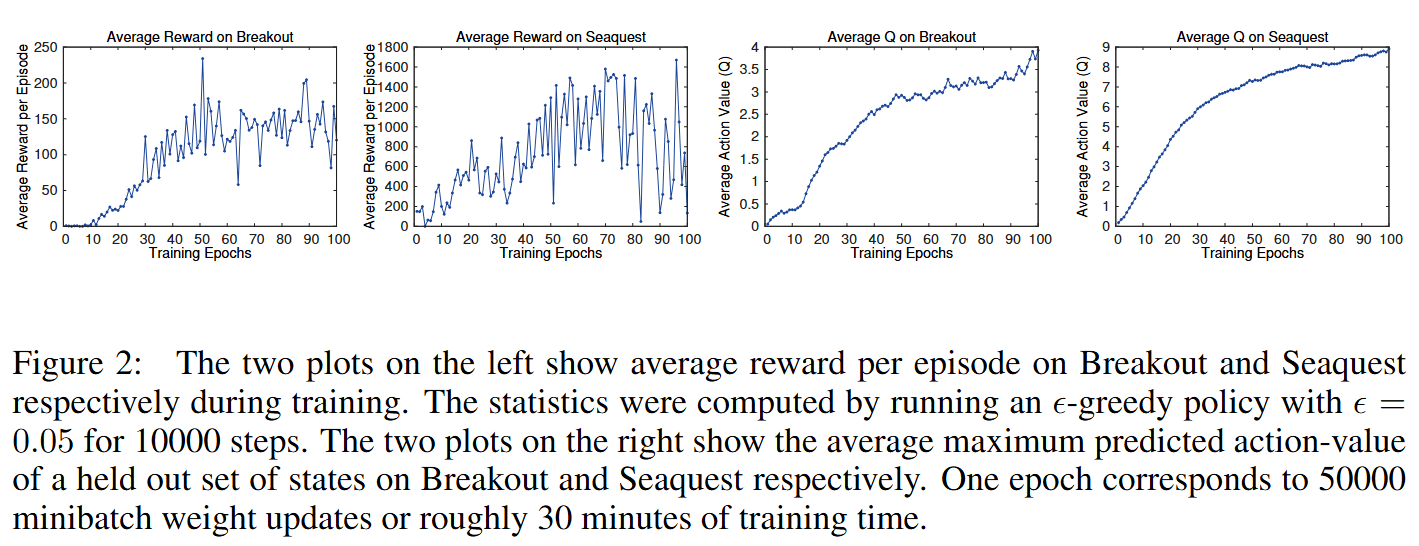 Average Reward on Breakout
Average Reward per Episode
250
200
150
100
50
0
0 10 20 30 40 50 60 70 80 90 100
Training Epochs
Average Reward on Seaquest
Average Reward per Episode
1800
1600
1400
1200
1000
800
600
400
200
0
0 10 20 30 40 50 60 70 80 90 100
Training Epochs
Average Q on Breakout
Average Action Value (Q)
4
3.5
3
2.5
2
1.5
1
0.5
0
0 10 20 30 40 50 60 70 80 90 100
Training Epochs
Average Q on Seaquest
Average Action Value (Q)
9
8
7
6
5
4
3
2
1
0
0 10 20 30 40 50 60 70 80 90 100
Training Epochs
Figure 2: The two plots on the left show average reward per episode on Breakout and Seaquest
respectively during training. The statistics were computed by running an ϵ-greedy policy with ϵ =
0.05 for 10000 steps. The two plots on the right show the average maximum predicted action-value
of a held out set of states on Breakout and Seaquest respectively. One epoch corresponds to 50000
minibatch weight updates or roughly 30 minutes of training time.